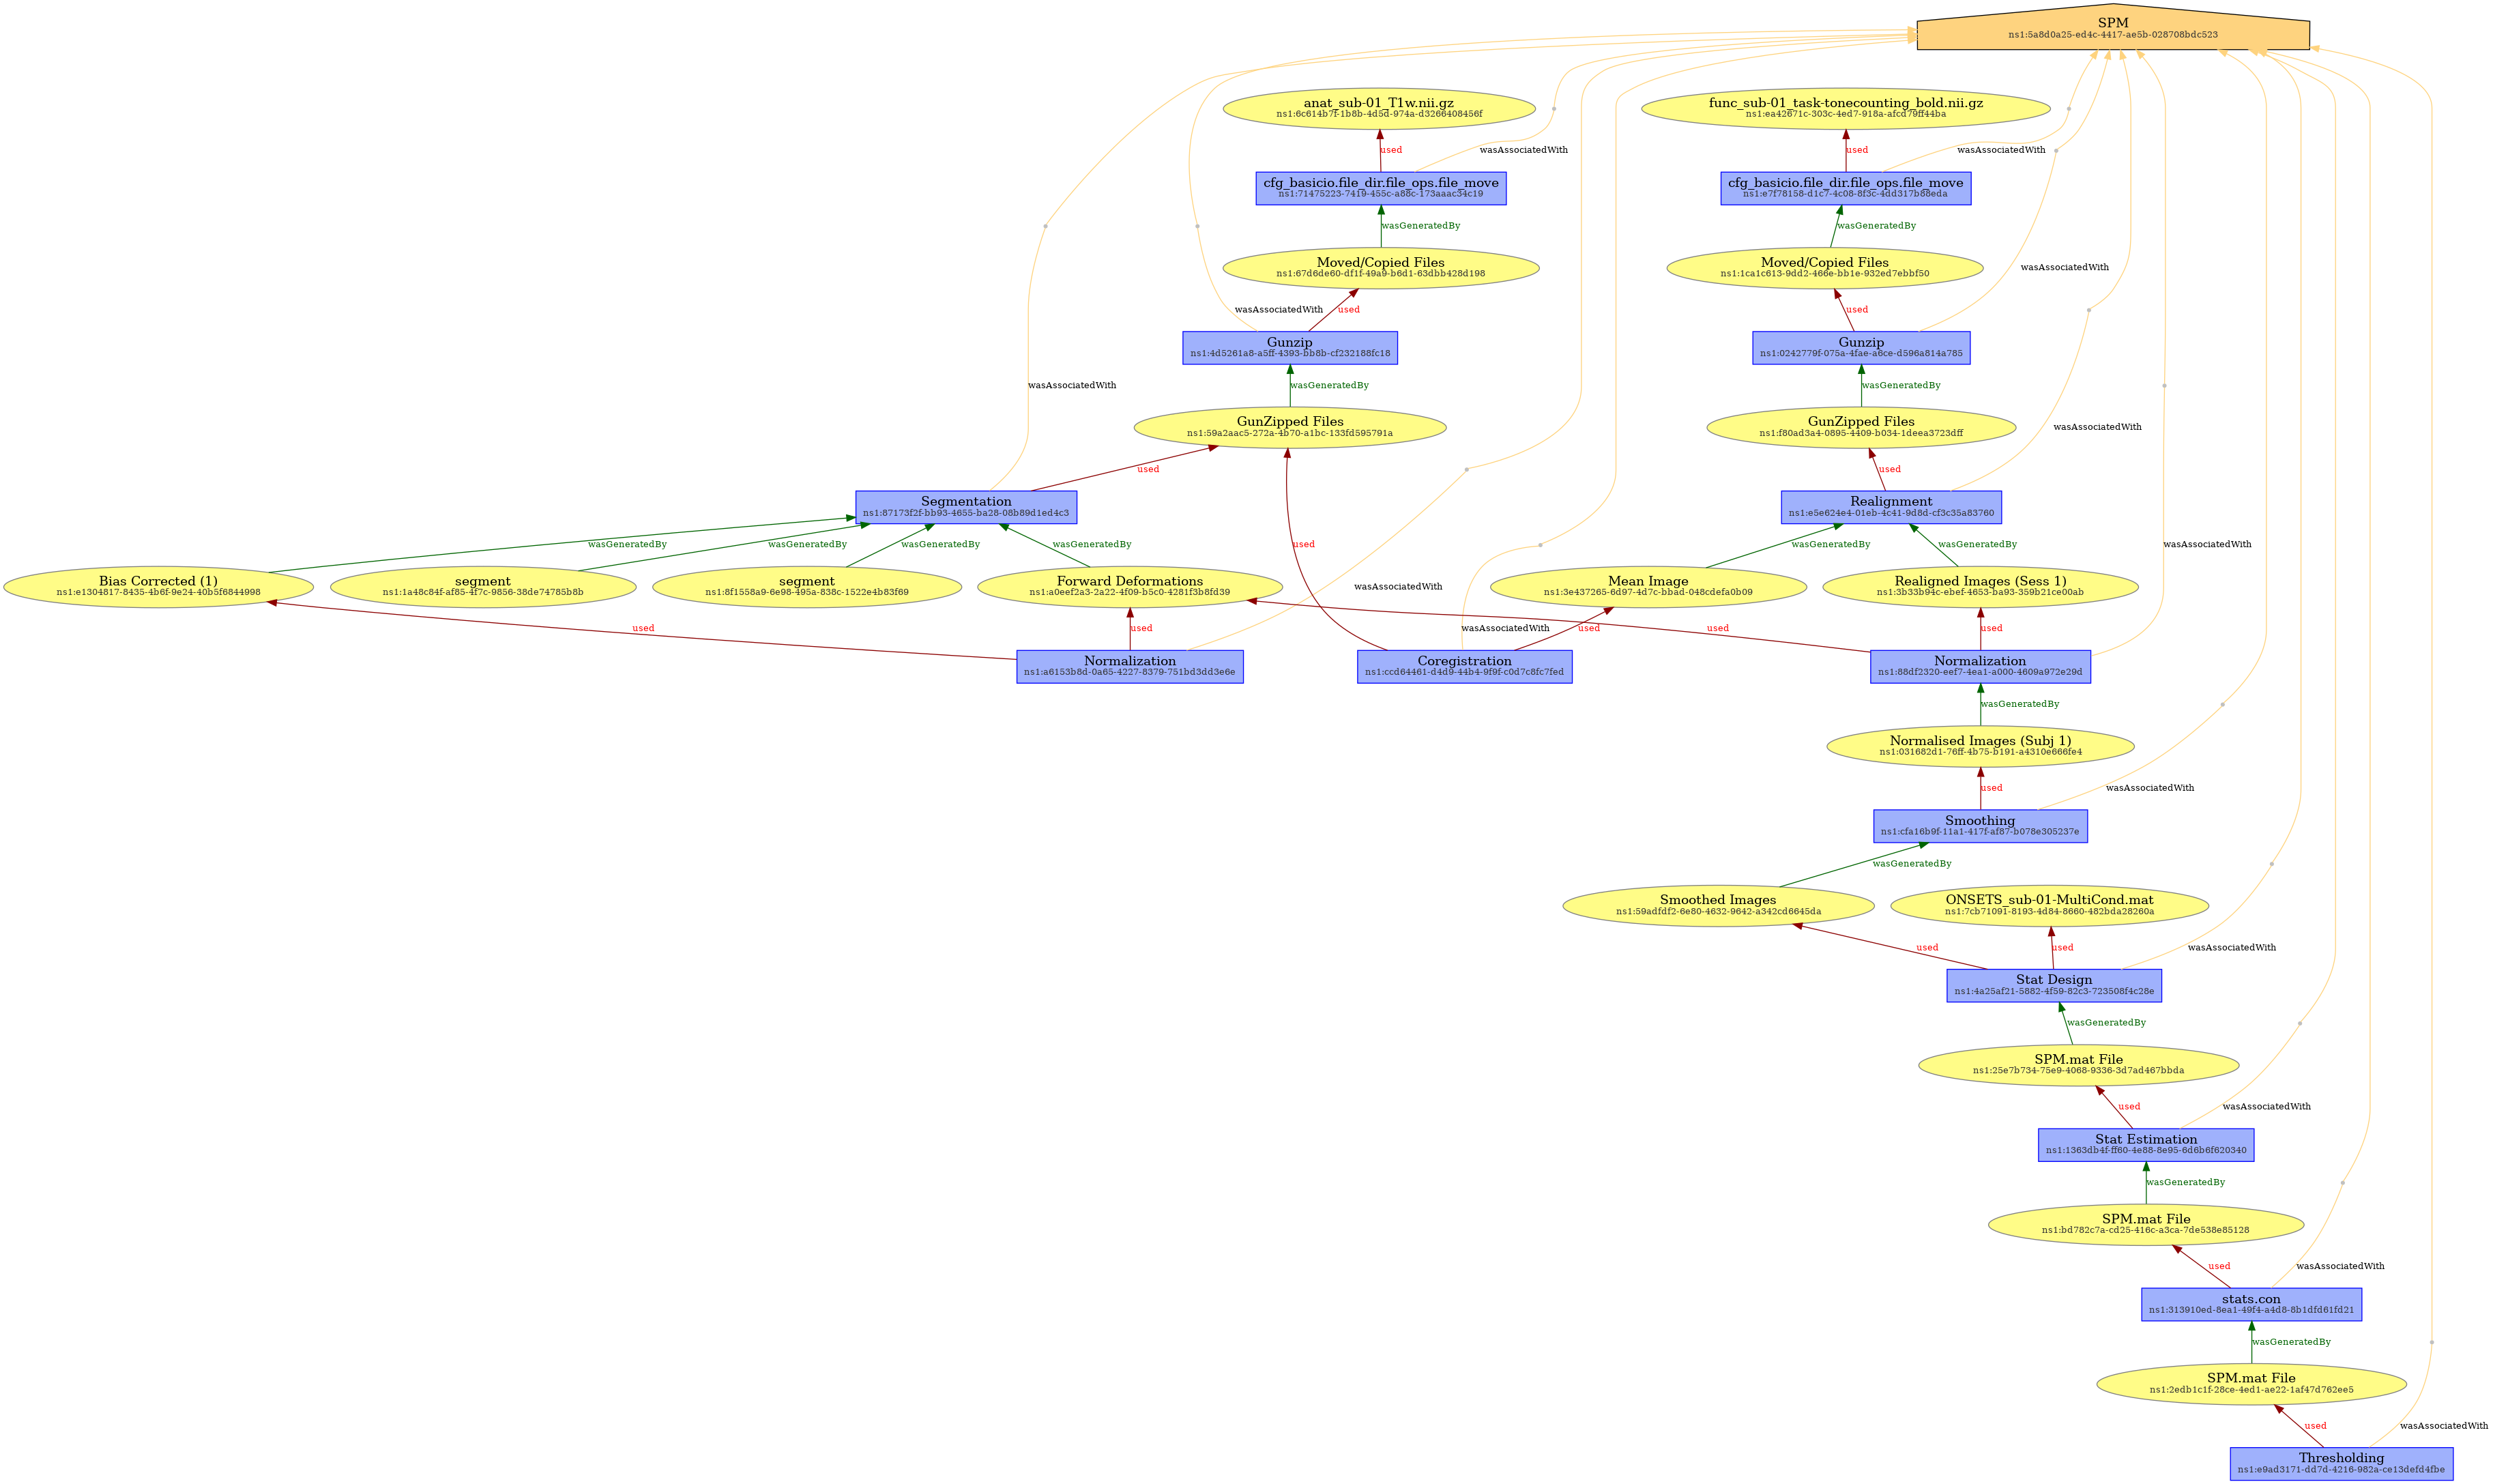 SPM
ns1:5a8d0a25-ed4c-4417-ae5b-028708bdc523
anat_sub-01_T1w.nii.gz
ns1:6c614b7f-1b8b-4d5d-974a-d3266408456f
func_sub-01_task-tonecounting_bold.nii.gz
ns1:ea42671c-303c-4ed7-918a-afcd79ff44ba
used
wasAssociatedWith
used
wasAssociatedWith
cfg_basicio.file_dir.file_ops.file_move
ns1:71475223-7419-455c-a88c-173aaac34c19
cfg_basicio.file_dir.file_ops.file_move
ns1:e7f78158-d1c7-4c08-8f3c-4dd317b88eda
wasGeneratedBy
wasGeneratedBy
Moved/Copied Files
ns1:67d6de60-df1f-49a9-b6d1-63dbb428d198
Moved/Copied Files
ns1:1ca1c613-9dd2-466e-bb1e-932ed7ebbf50
wasAssociatedWith
wasAssociatedWith
used
used
Gunzip
ns1:4d5261a8-a5ff-4393-bb8b-cf232188fc18
Gunzip
ns1:0242779f-075a-4fae-a6ce-d596a814a785
wasAssociatedWith
wasGeneratedBy
wasGeneratedBy
GunZipped Files
ns1:59a2aac5-272a-4b70-a1bc-133fd595791a
GunZipped Files
ns1:f80ad3a4-0895-4409-b034-1deea3723dff
wasAssociatedWith
used
used
Segmentation
ns1:87173f2f-bb93-4655-ba28-08b89d1ed4c3
Realignment
ns1:e5e624e4-01eb-4c41-9d8d-cf3c35a83760
wasGeneratedBy
wasGeneratedBy
wasGeneratedBy
wasGeneratedBy
used
wasGeneratedBy
wasGeneratedBy
wasAssociatedWith
Bias Corrected (1)
ns1:e1304817-8435-4b6f-9e24-40b5f6844998
segment
ns1:1a48c84f-af85-4f7c-9856-38de74785b8b
segment
ns1:8f1558a9-6e98-495a-838c-1522e4b83f69
Forward Deformations
ns1:a0eef2a3-2a22-4f09-b5c0-4281f3b8fd39
Mean Image
ns1:3e437265-6d97-4d7c-bbad-048cdefa0b09
Realigned Images (Sess 1)
ns1:3b33b94c-ebef-4653-ba93-359b21ce00ab
wasAssociatedWith
used
used
wasAssociatedWith
used
used
used
Normalization
ns1:a6153b8d-0a65-4227-8379-751bd3dd3e6e
Coregistration
ns1:ccd64461-d4d9-44b4-9f9f-c0d7c8fc7fed
Normalization
ns1:88df2320-eef7-4ea1-a000-4609a972e29d
wasGeneratedBy
Normalised Images (Subj 1)
ns1:031682d1-76ff-4b75-b191-a4310e666fe4
used
wasAssociatedWith
Smoothing
ns1:cfa16b9f-11a1-417f-af87-b078e305237e
wasGeneratedBy
Smoothed Images
ns1:59adfdf2-6e80-4632-9642-a342cd6645da
ONSETS_sub-01-MultiCond.mat
ns1:7cb71091-8193-4d84-8660-482bda28260a
used
used
wasAssociatedWith
Stat Design
ns1:4a25af21-5882-4f59-82c3-723508f4c28e
wasGeneratedBy
SPM.mat File
ns1:25e7b734-75e9-4068-9336-3d7ad467bbda
used
wasAssociatedWith
Stat Estimation
ns1:1363db4f-ff60-4e88-8e95-6d6b6f620340
wasGeneratedBy
SPM.mat File
ns1:bd782c7a-cd25-416c-a3ca-7de538e85128
used
wasAssociatedWith
stats.con
ns1:313910ed-8ea1-49f4-a4d8-8b1dfd61fd21
wasGeneratedBy
SPM.mat File
ns1:2edb1c1f-28ce-4ed1-ae22-1af47d762ee5
used
wasAssociatedWith
Thresholding
ns1:e9ad3171-dd7d-4216-982a-ce13defd4fbe